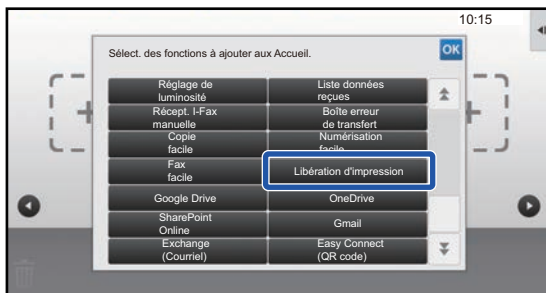 10:15
Sélect. des fonctions à ajouter aux Accueil.
OK
Réglage de
luminosité
Liste données
reçues
Récept. I-Fax
manuelle
Boîte erreur
de transfert
Copie
facile
Numérisation
facile
Fax
facile
Libération d'impression
Google Drive
OneDrive
SharePoint
Online
Gmail
Exchange
(Courriel)
Easy Connect
(QR code)